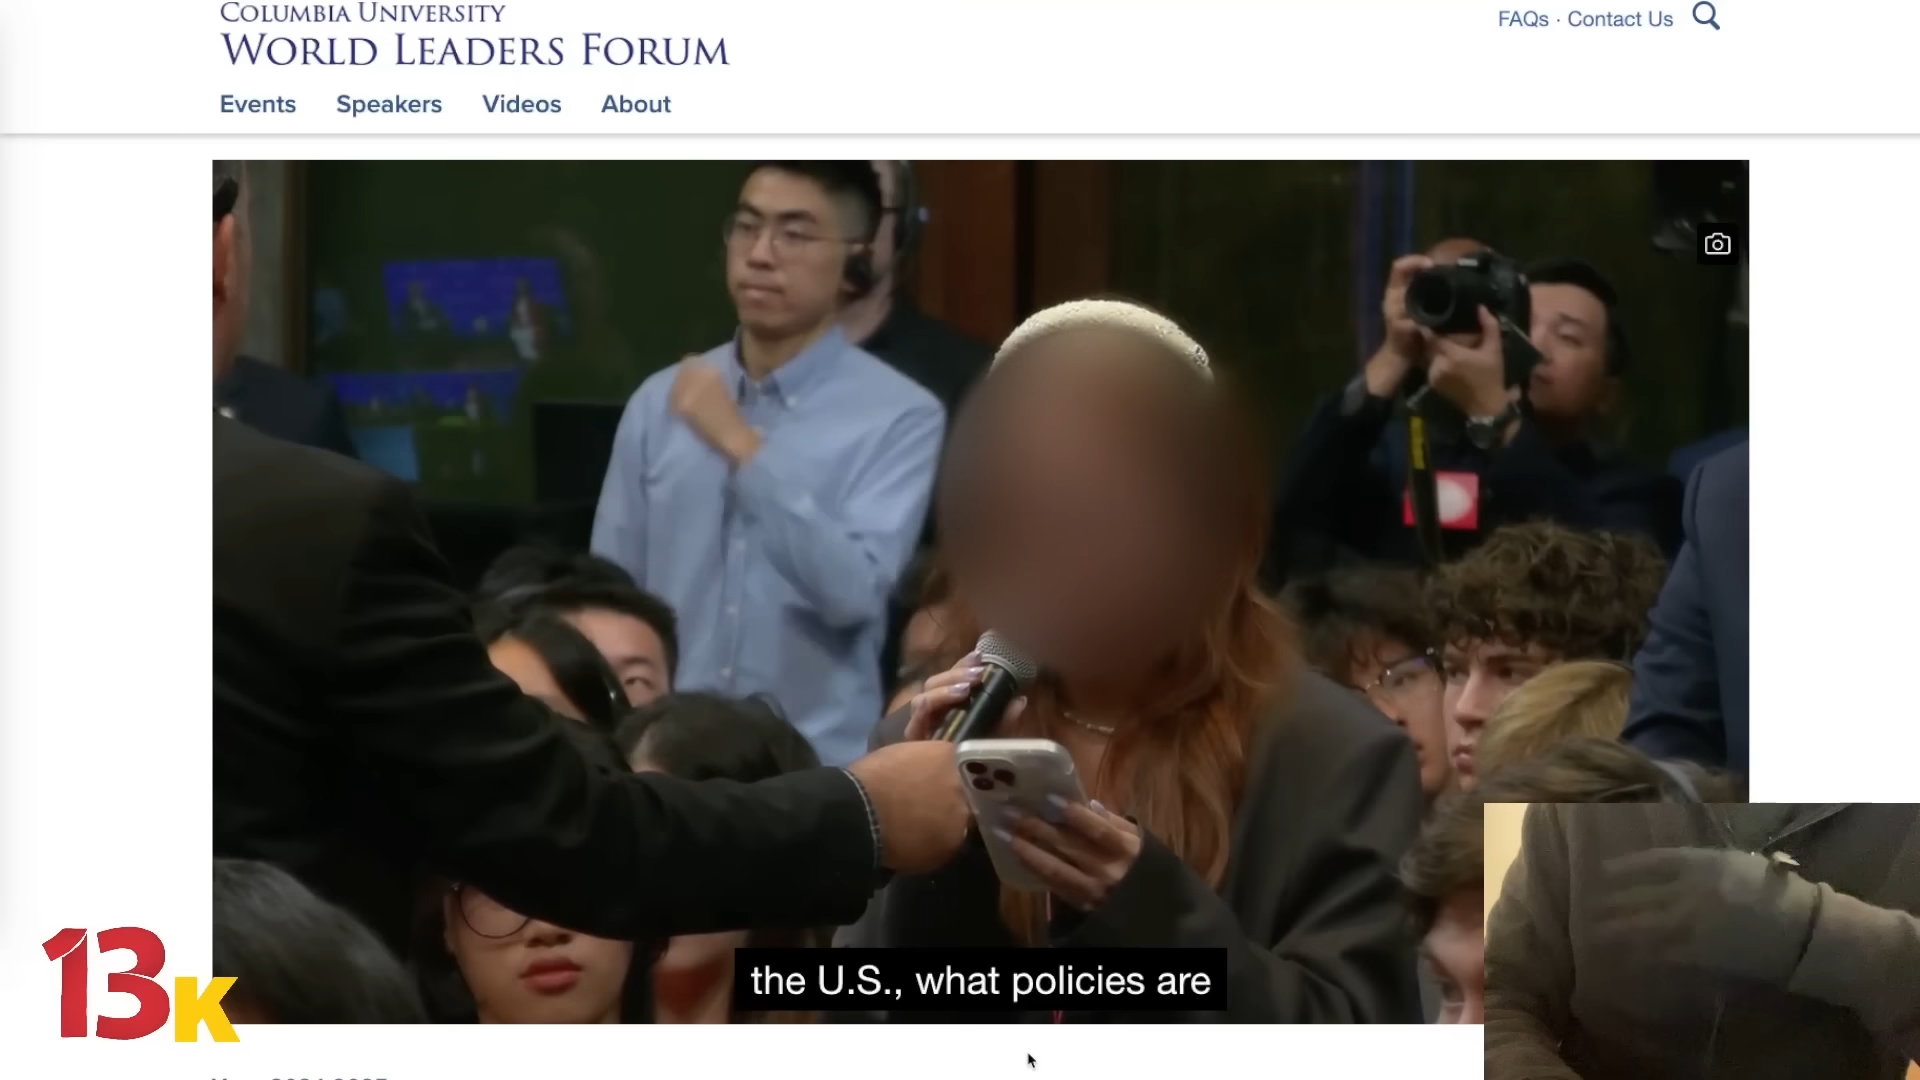 COLUMBIA UNIVERSITY
WORLD LEADERS FORUM
FAQs · Contact Us
Events Speakers Videos About
the U.S., what policies are
13K